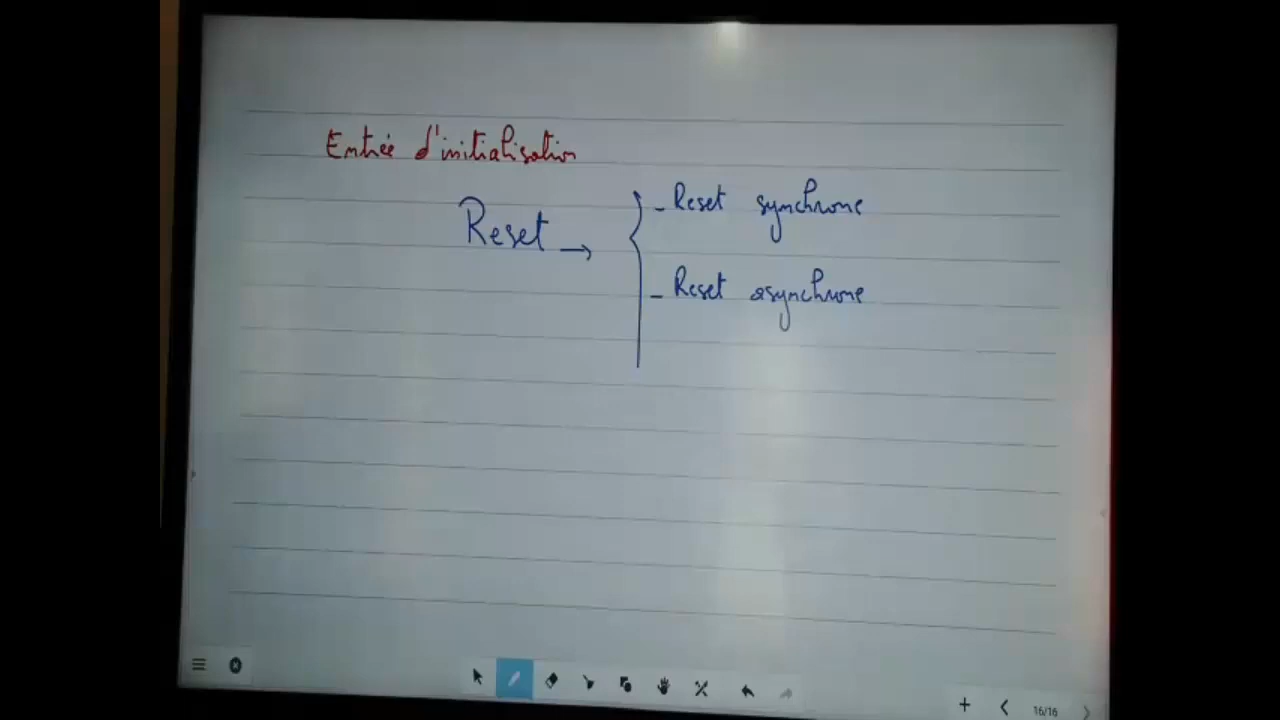 Entrée d'initialisation
Reset →
- Reset synchrone
- Reset asynchrone
16/16